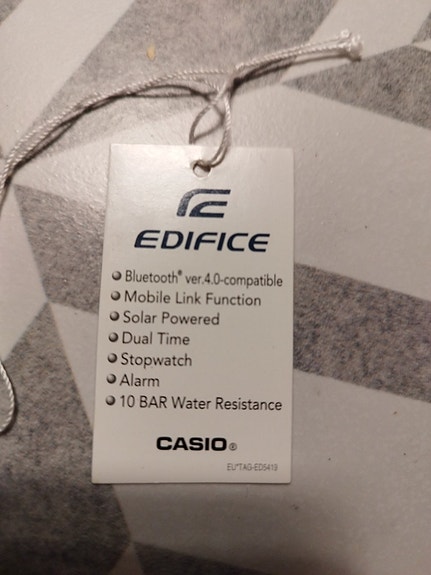 EDIFICE
Bluetooth® ver.4.0-compatible
Mobile Link Function
Solar Powered
Dual Time
Stopwatch
Alarm
10 BAR Water Resistance
CASIO®
EU*TAG-ED5413